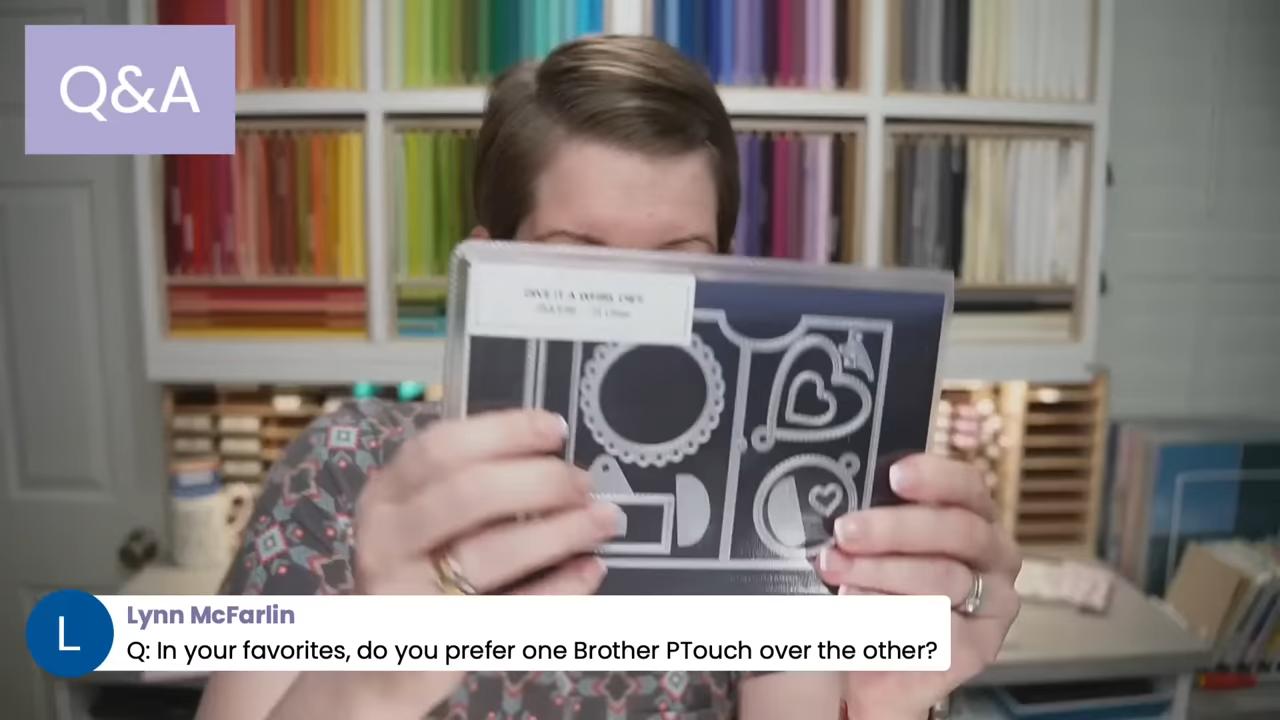 Q&A
L
Lynn McFarlin
Q: In your favorites, do you prefer one Brother PTouch over the other?